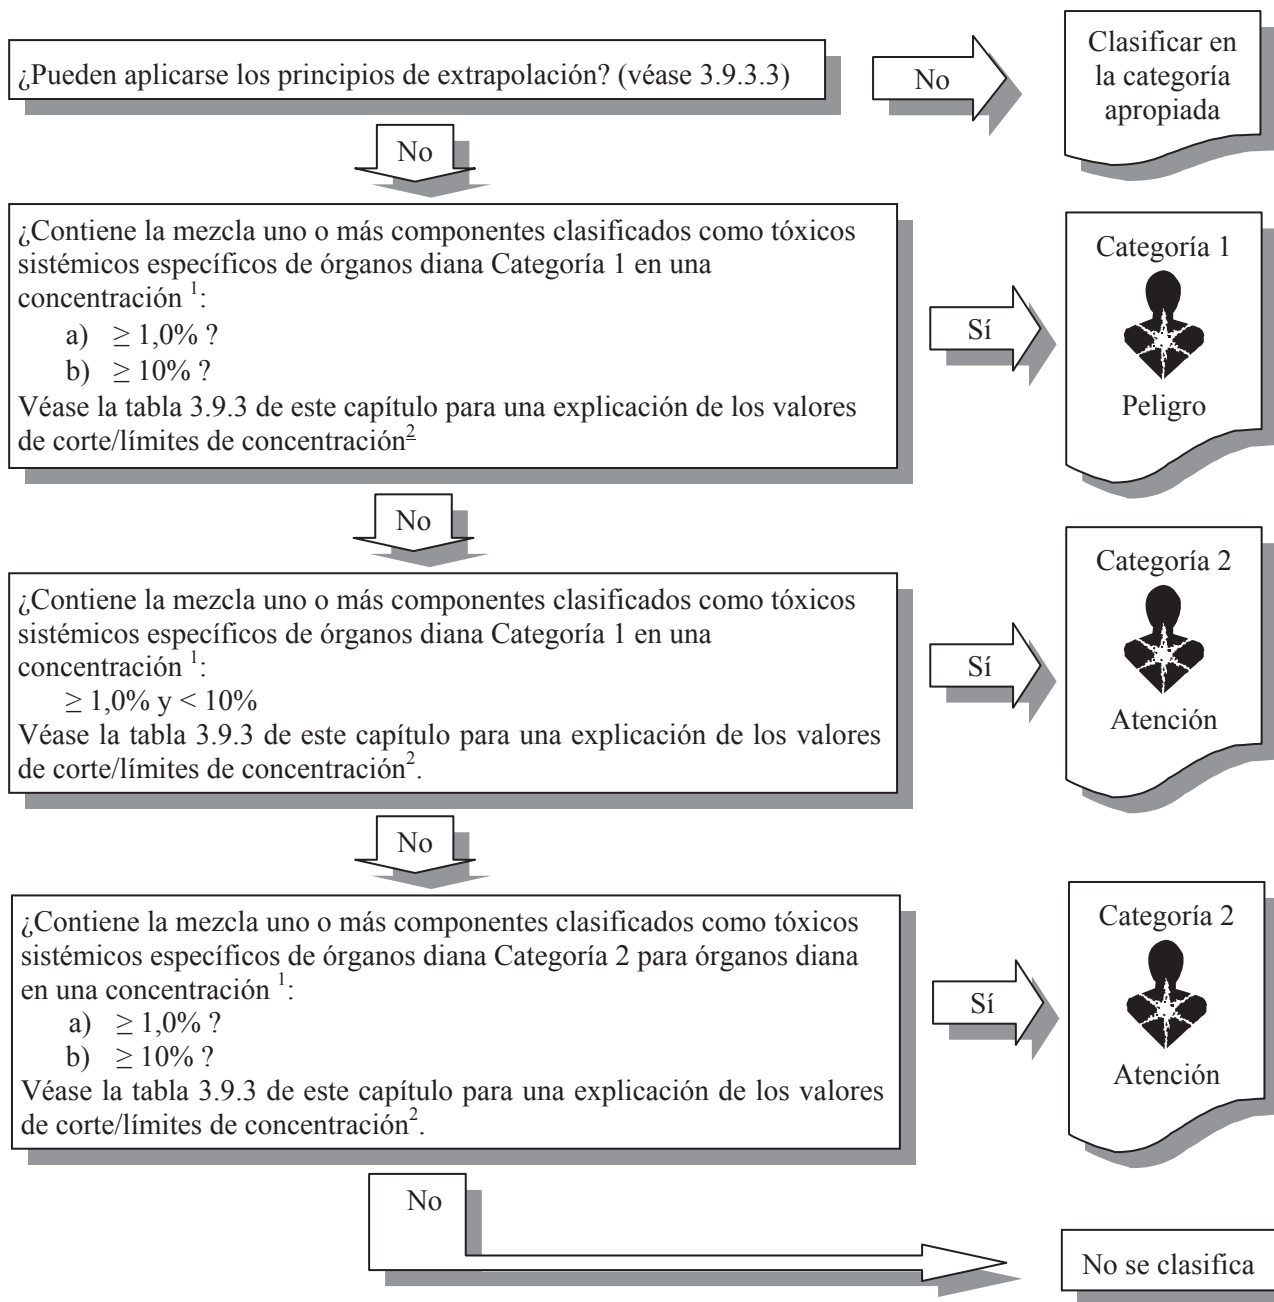 ¿Pueden aplicarse los principios de extrapolación? (véase 3.9.3.3)
No
Clasificar en
la categoría
apropiada
No
¿Contiene la mezcla uno o más componentes clasificados como tóxicos
sistémicos específicos de órganos diana Categoría 1 en una
concentración ¹:
a) ≥ 1,0% ?
b) ≥ 10% ?
Véase la tabla 3.9.3 de este capítulo para una explicación de los valores
de corte/límites de concentración²
Sí
Categoría 1
Peligro
No
¿Contiene la mezcla uno o más componentes clasificados como tóxicos
sistémicos específicos de órganos diana Categoría 1 en una
concentración ¹:
≥ 1,0% y < 10%
Véase la tabla 3.9.3 de este capítulo para una explicación de los valores
de corte/límites de concentración².
Sí
Categoría 2
Atención
No
¿Contiene la mezcla uno o más componentes clasificados como tóxicos
sistémicos específicos de órganos diana Categoría 2 para órganos diana
en una concentración ¹:
a) ≥ 1,0% ?
b) ≥ 10% ?
Véase la tabla 3.9.3 de este capítulo para una explicación de los valores
de corte/límites de concentración².
Sí
Categoría 2
Atención
No
No se clasifica